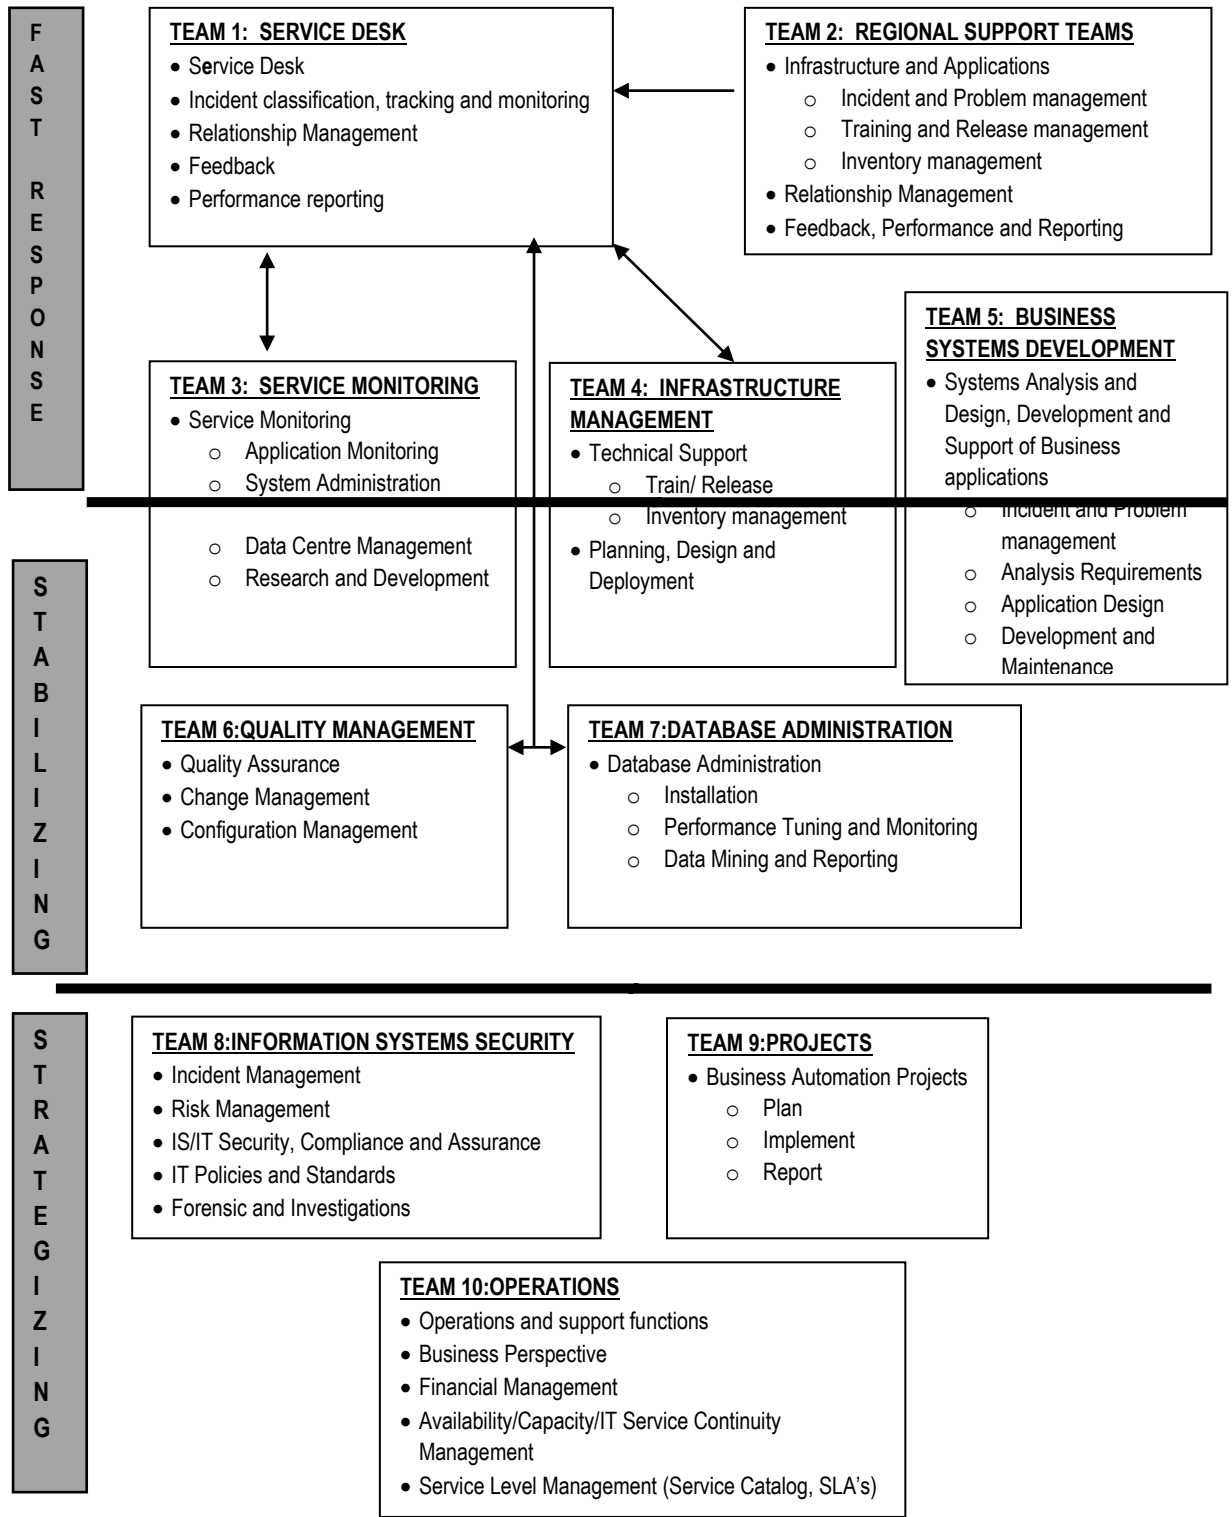 FAST RESPONSE
TEAM 1: SERVICE DESK
• Service Desk
• Incident classification, tracking and monitoring
• Relationship Management
• Feedback
• Performance reporting
TEAM 2: REGIONAL SUPPORT TEAMS
• Infrastructure and Applications
o Incident and Problem management
o Training and Release management
o Inventory management
• Relationship Management
• Feedback, Performance and Reporting
TEAM 3: SERVICE MONITORING
• Service Monitoring
o Application Monitoring
o System Administration
o Data Centre Management
o Research and Development
TEAM 4: INFRASTRUCTURE
MANAGEMENT
• Technical Support
o Train/ Release
o Inventory management
• Planning, Design and
Deployment
TEAM 5: BUSINESS
SYSTEMS DEVELOPMENT
• Systems Analysis and
Design, Development and
Support of Business
applications
o Incident and Problem
management
o Analysis Requirements
o Application Design
o Development and
Maintenance
STABILIZING
TEAM 6:QUALITY MANAGEMENT
• Quality Assurance
• Change Management
• Configuration Management
TEAM 7:DATABASE ADMINISTRATION
• Database Administration
o Installation
o Performance Tuning and Monitoring
o Data Mining and Reporting
STRATEGIZING
TEAM 8:INFORMATION SYSTEMS SECURITY
• Incident Management
• Risk Management
• IS/IT Security, Compliance and Assurance
• IT Policies and Standards
• Forensic and Investigations
TEAM 9:PROJECTS
• Business Automation Projects
o Plan
o Implement
o Report
TEAM 10:OPERATIONS
• Operations and support functions
• Business Perspective
• Financial Management
• Availability/Capacity/IT Service Continuity
Management
• Service Level Management (Service Catalog, SLA's)